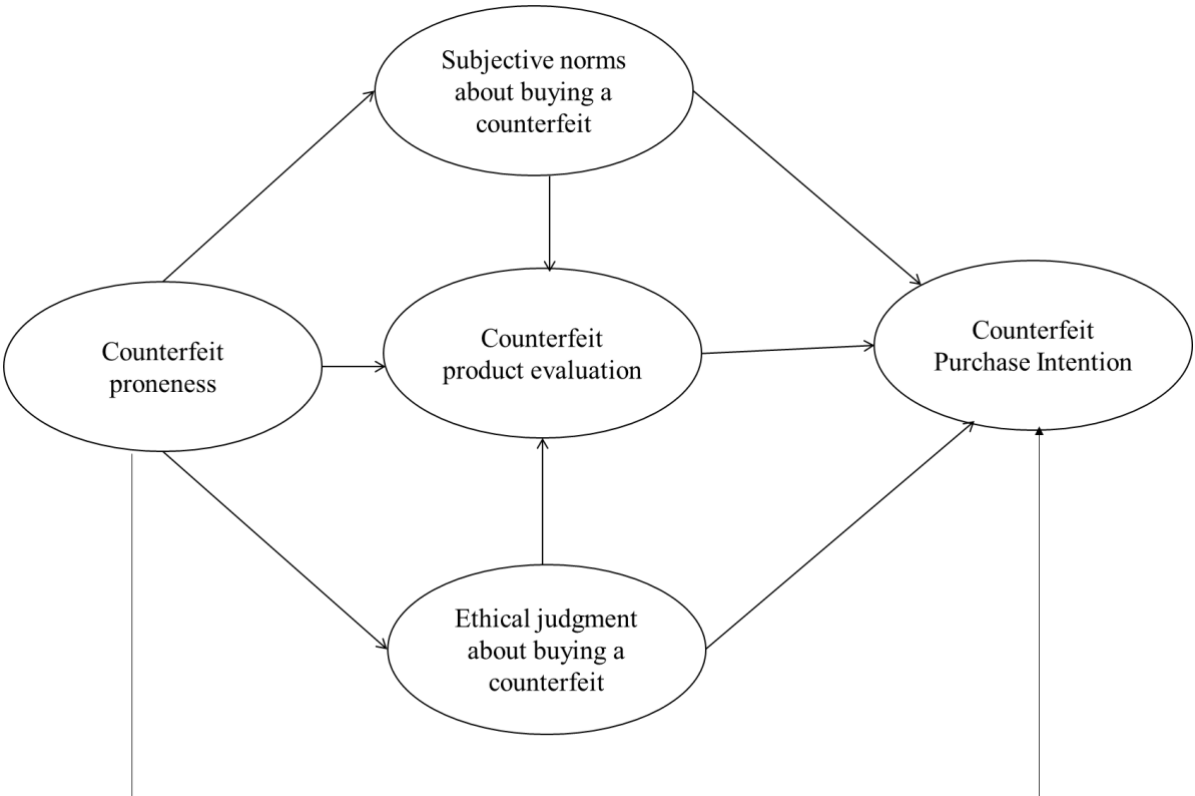 Subjective norms
about buying a
counterfeit
Counterfeit
proneness
Counterfeit
product evaluation
Counterfeit
Purchase Intention
Ethical judgment
about buying a
counterfeit